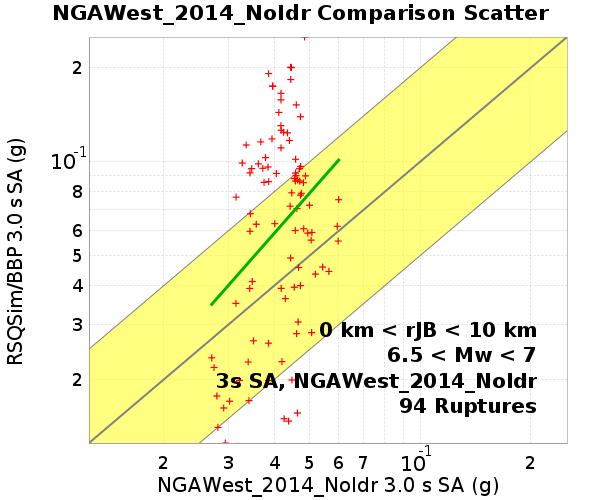 NGAWest_2014_NoIdr Comparison Scatter
RSQSim/BBP 3.0 s SA (g)
2
10⁻¹
8
6
5
4
3
2
0 km < rJB < 10 km
6.5 < Mw < 7
3s SA, NGAWest_2014_NoIdr
94 Ruptures
2 3 4 5 6 7 10⁻¹ 2
NGAWest_2014_NoIdr 3.0 s SA (g)